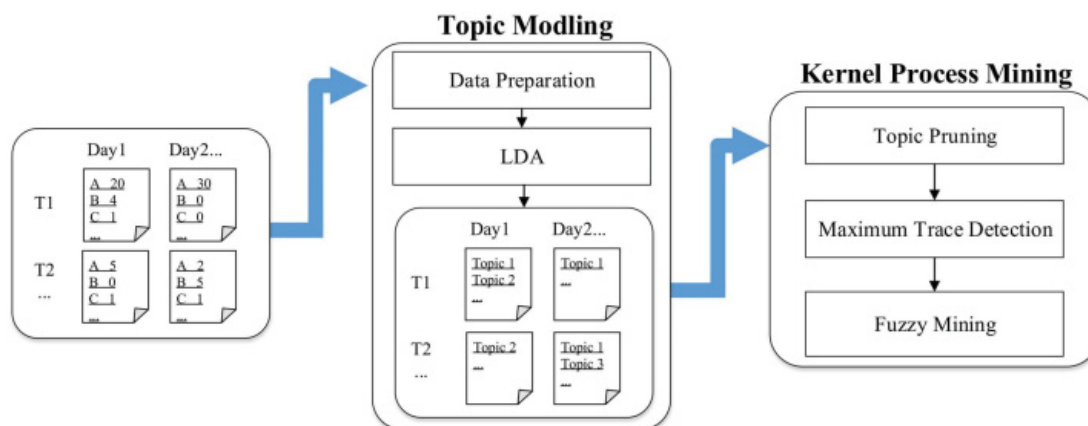 Topic Modling
Data Preparation
LDA
Day1 Day2...
T1
Topic 1
Topic 2
...
Topic 1
...
T2
...
Topic 2
...
Topic 1
Topic 3
...
Day1 Day2...
T1
A 20
B 4
C 1
...
A 30
B 0
C 0
...
T2
...
A 5
B 0
C 1
...
A 2
B 5
C 1
...
Kernel Process Mining
Topic Pruning
Maximum Trace Detection
Fuzzy Mining